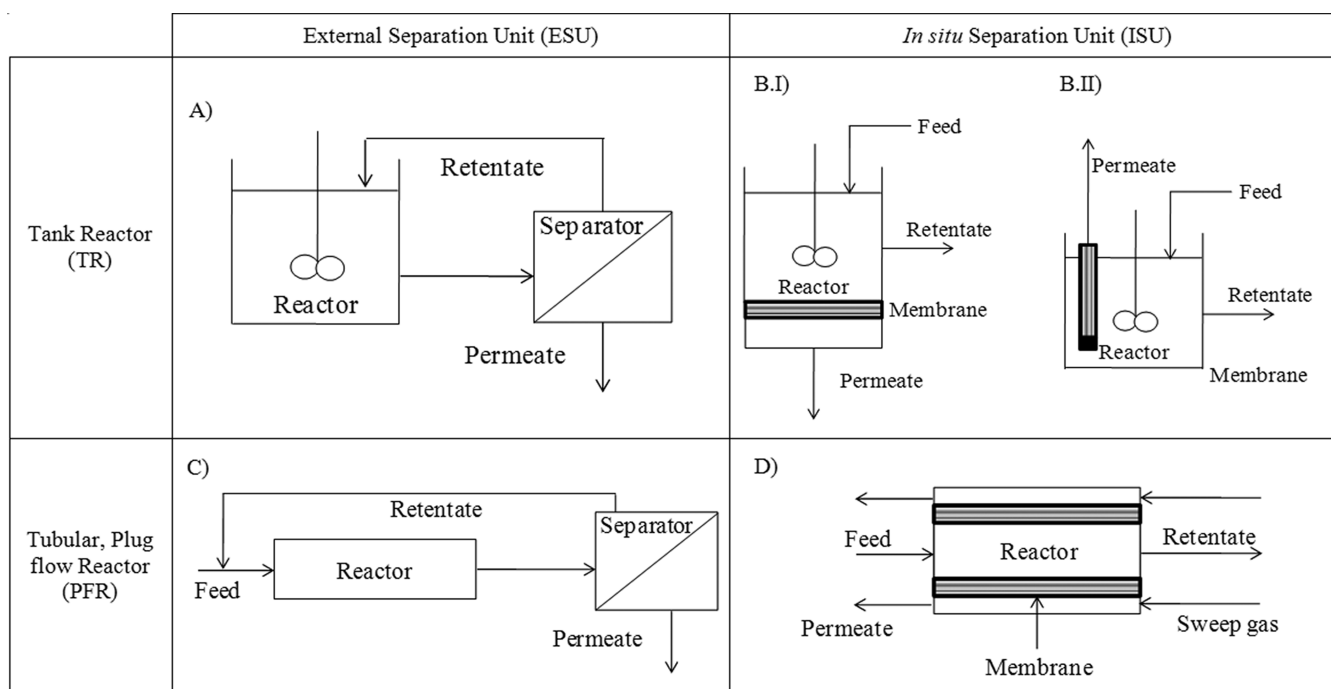 External Separation Unit (ESU)
In situ Separation Unit (ISU)
Tank Reactor
(TR)
A)
Retentate
Separator
Reactor
Permeate
B.I)
Feed
Retentate
Reactor
Membrane
Permeate
B.II)
Permeate
Feed
Retentate
Reactor
Membrane
Tubular, Plug
flow Reactor
(PFR)
C)
Retentate
Separator
Reactor
Feed
Permeate
D)
Feed
Reactor
Retentate
Permeate
Sweep gas
Membrane